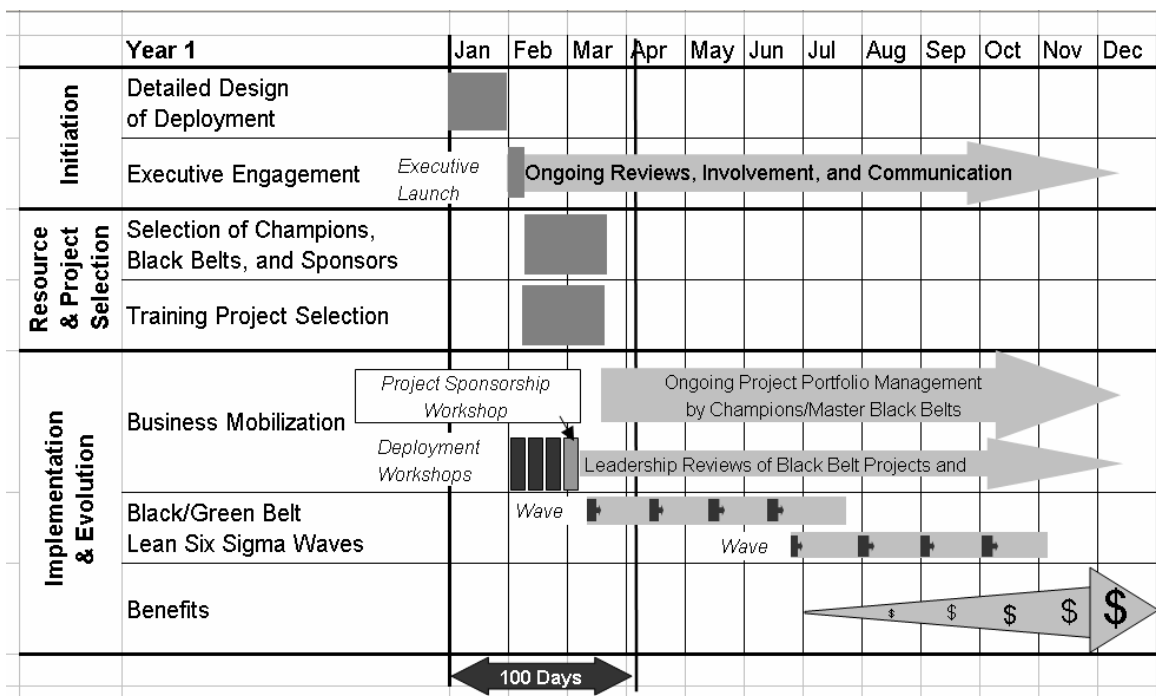 Year 1
Jan Feb Mar Apr May Jun Jul Aug Sep Oct Nov Dec
Initiation
Detailed Design
of Deployment
Executive Engagement
Executive
Launch
Ongoing Reviews, Involvement, and Communication
Resource
& Project
Selection
Selection of Champions,
Black Belts, and Sponsors
Training Project Selection
Implementation
& Evolution
Business Mobilization
Project Sponsorship
Workshop
Ongoing Project Portfolio Management
by Champions/Master Black Belts
Deployment
Workshops
Leadership Reviews of Black Belt Projects and
Black/Green Belt
Lean Six Sigma Waves
Wave
Wave
Benefits
$ $ $ $ $
100 Days